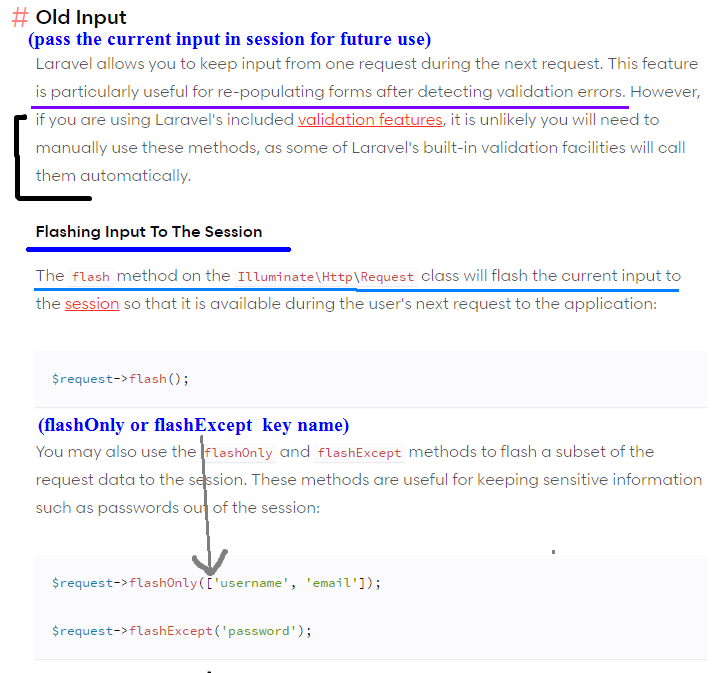 # Old Input
(pass the current input in session for future use)
Laravel allows you to keep input from one request during the next request. This feature
is particularly useful for re-populating forms after detecting validation errors. However,
if you are using Laravel's included validation features, it is unlikely you will need to
manually use these methods, as some of Laravel's built-in validation facilities will call
them automatically.
Flashing Input To The Session
The flash method on the Illuminate\Http\Request class will flash the current input to
the session so that it is available during the user's next request to the application:
$request->flash();
(flashOnly or flashExcept key name)
You may also use the flashOnly and flashExcept methods to flash a subset of the
request data to the session. These methods are useful for keeping sensitive information
such as passwords out of the session:
$request->flashOnly(['username', 'email']);
$request->flashExcept('password');